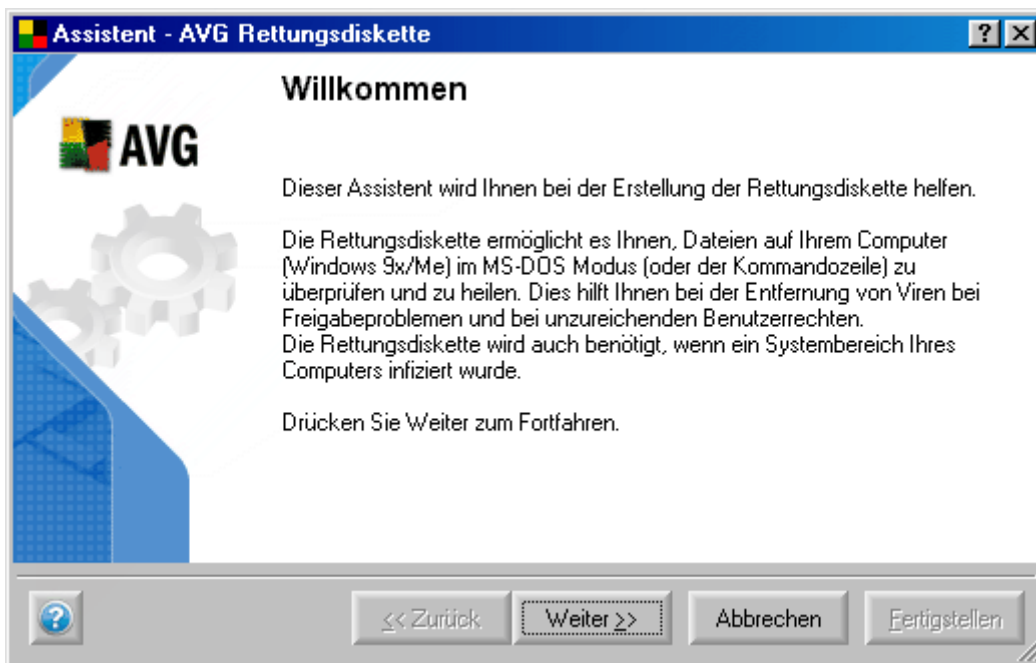 Assistent - AVG Rettungsdiskette
Willkommen
AVG
Dieser Assistent wird Ihnen bei der Erstellung der Rettungsdiskette helfen.
Die Rettungsdiskette ermöglicht es Ihnen, Dateien auf Ihrem Computer
(Windows 9x/Me) im MS-DOS Modus (oder der Kommandozeile) zu
überprüfen und zu heilen. Dies hilft Ihnen bei der Entfernung von Viren bei
Freigabeproblemen und bei unzureichenden Benutzerrechten.
Die Rettungsdiskette wird auch benötigt, wenn ein Systembereich Ihres
Computers infiziert wurde.
Drücken Sie Weiter zum Fortfahren.
<< Zurück Weiter >> Abbrechen Fertigstellen